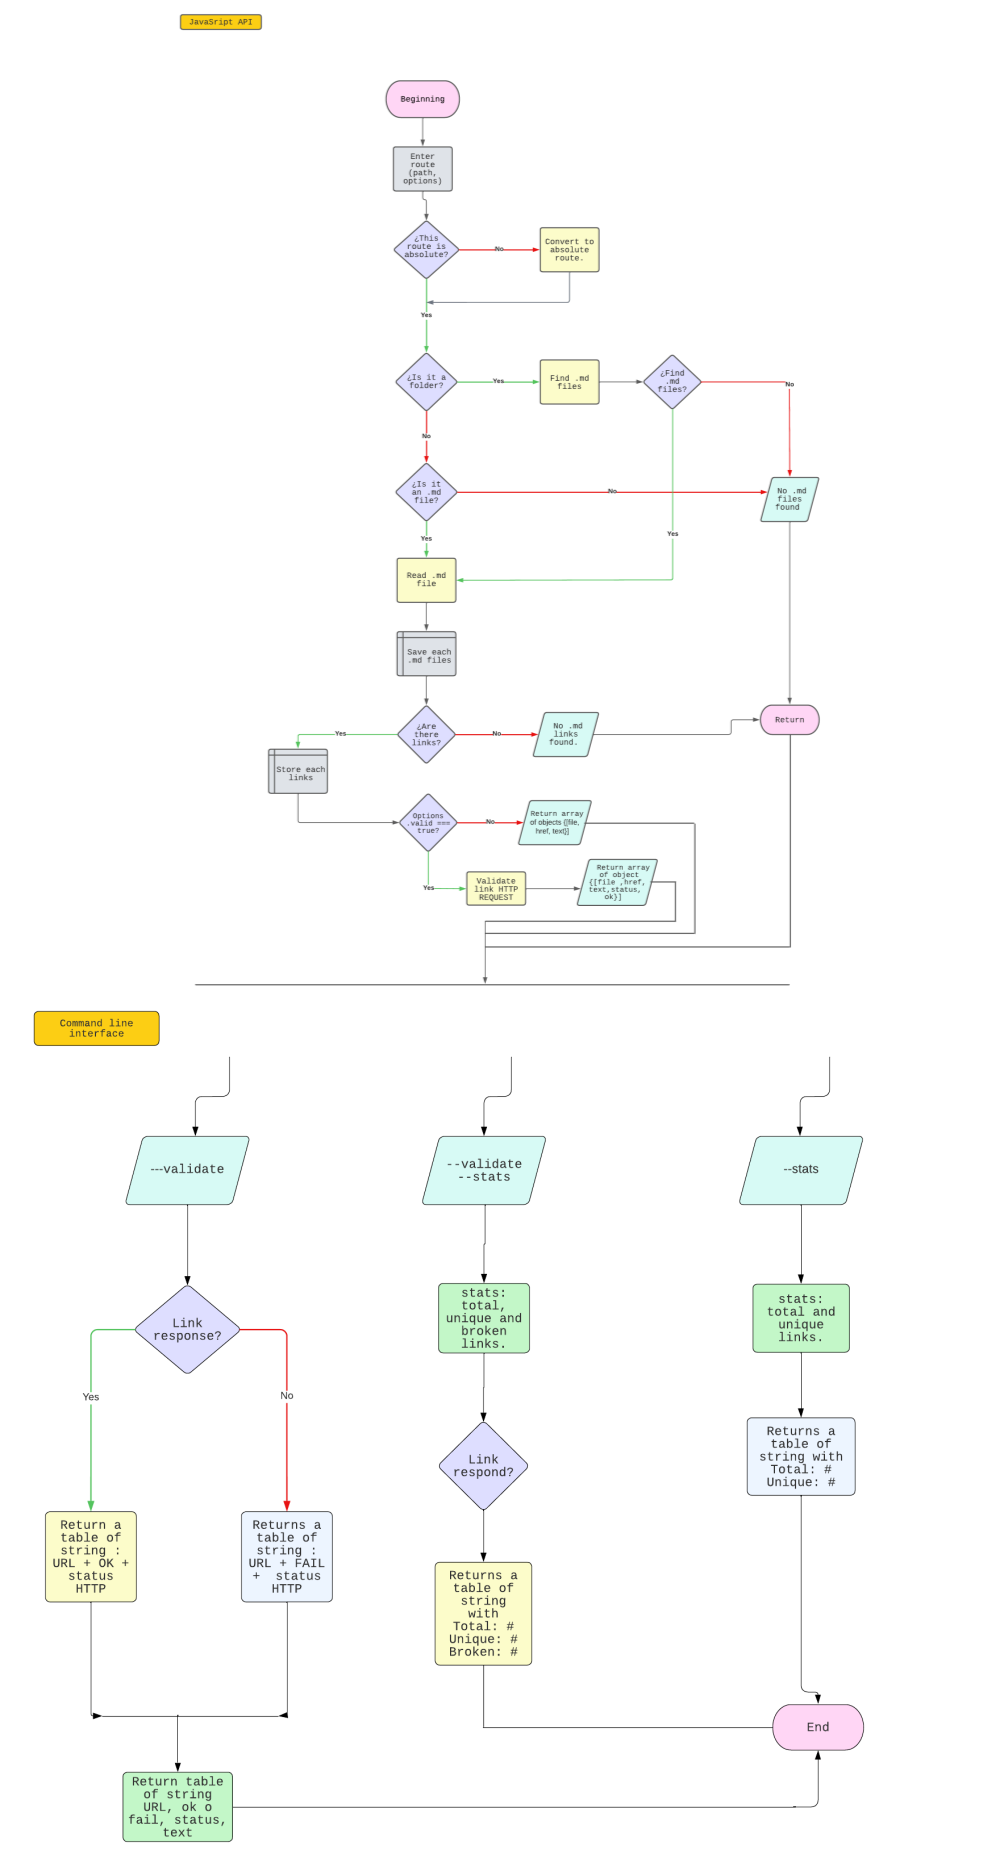 JavaSript API
Beginning
Enter
route
(path,
options)
¿This
route is
absolute?
No
Convert to
absolute
route.
Yes
¿Is it a
folder?
Yes
Find .md
files
¿Find
.md
files?
No
No
¿Is it
an .md
file?
No
No .md
files
found
Yes
Yes
Read .md
file
Save each
.md files
¿Are
there
links?
Yes
No
No .md
links
found.
Return
Store each
links
Options
.valid ===
true?
No
Return array
of objects {[file,
href, text}]
Yes
Validate
link HTTP
REQUEST
Return array
of object
{[file ,href,
text,status,
ok}]
Command line
interface
---validate
--validate
--stats
--stats
Link
response?
Yes
No
stats:
total,
unique and
broken
links.
stats:
total and
unique
links.
Link
respond?
Returns a
table of
string with
Total: #
Unique: #
Return a
table of
string :
URL + OK +
status
HTTP
Returns a
table of
string :
URL + FAIL
+  status
HTTP
Returns a
table of
string
with
Total: #
Unique: #
Broken: #
End
Return table
of string
URL, ok o
fail, status,
text